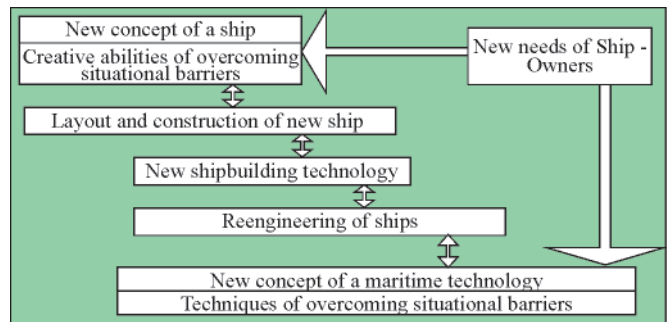 New concept of a ship
Creative abilities of overcoming
situational barriers
New needs of Ship -
Owners
Layout and construction of new ship
New shipbuilding technology
Reengineering of ships
New concept of a maritime technology
Techniques of overcoming situational barriers